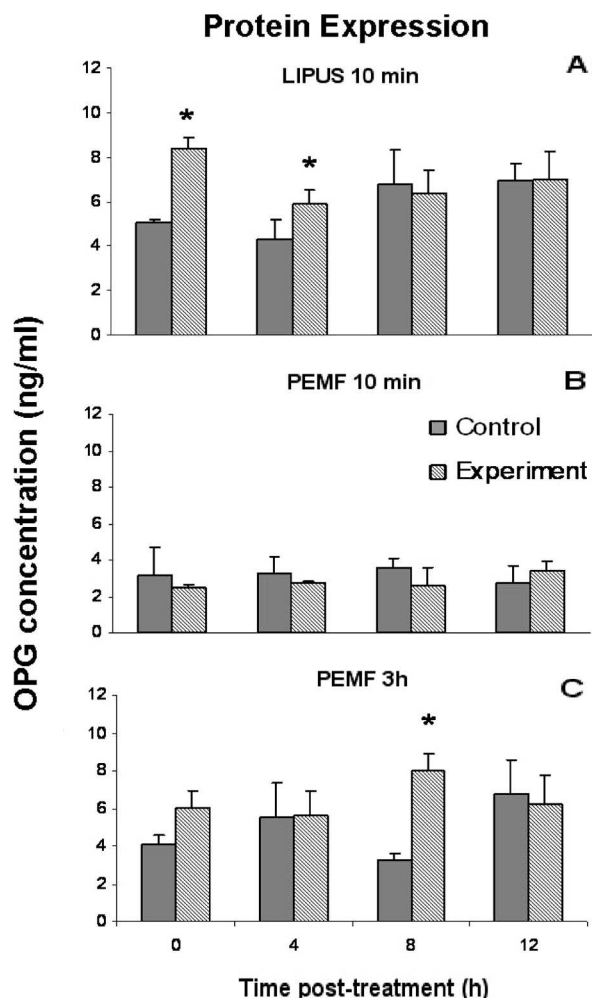 Protein Expression
A
LIPUS 10 min
12
10
8
6
4
2
0
*
*
B
PEMF 10 min
12
10
8
6
4
2
0
Control
Experiment
C
PEMF 3h
12
10
8
6
4
2
0
*
0 4 8 12
Time post-treatment (h)
OPG concentration (ng/ml)